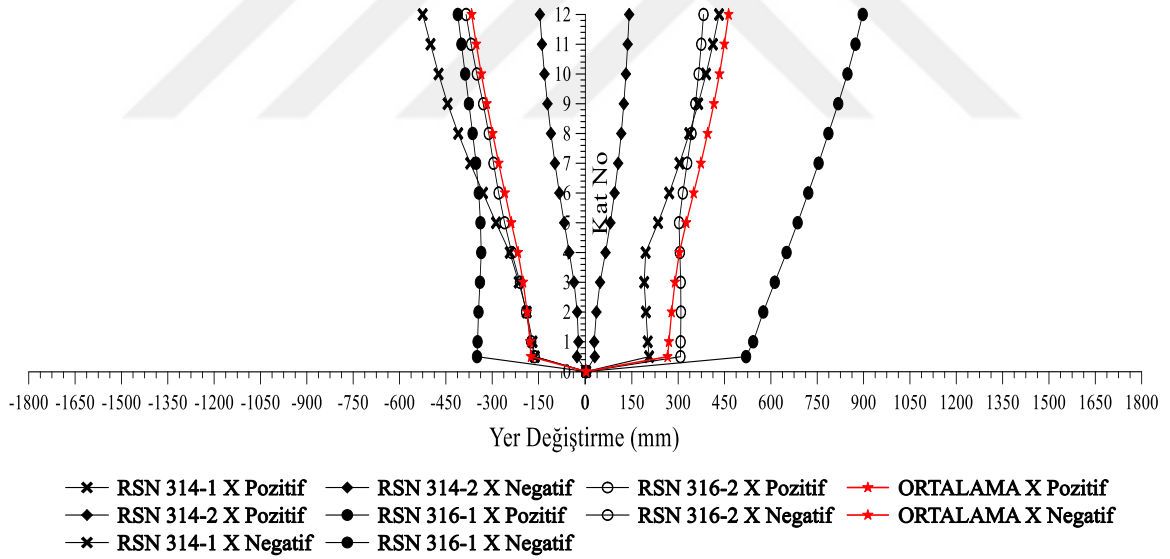 12
11
10
9
8
7
6
5
4
3
2
1
0
Kat No
-1800 -1650 -1500 -1350 -1200 -1050 -900 -750 -600 -450 -300 -150 0 150 300 450 600 750 900 1050 1200 1350 1500 1650 1800
Yer Değiştirme (mm)
RSN 314-1 X Pozitif RSN 314-2 X Negatif RSN 316-2 X Pozitif ORTALAMA X Pozitif
RSN 314-2 X Pozitif RSN 316-1 X Pozitif RSN 316-2 X Negatif ORTALAMA X Negatif
RSN 314-1 X Negatif RSN 316-1 X Negatif